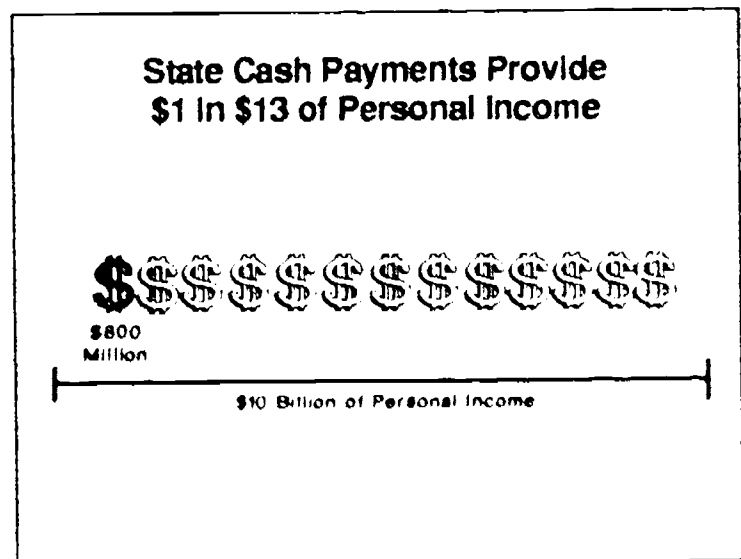 State Cash Payments Provide
$1 in $13 of Personal Income
$ $ $ $ $ $ $ $ $ $ $ $ $
$800
Million
$10 Billion of Personal Income